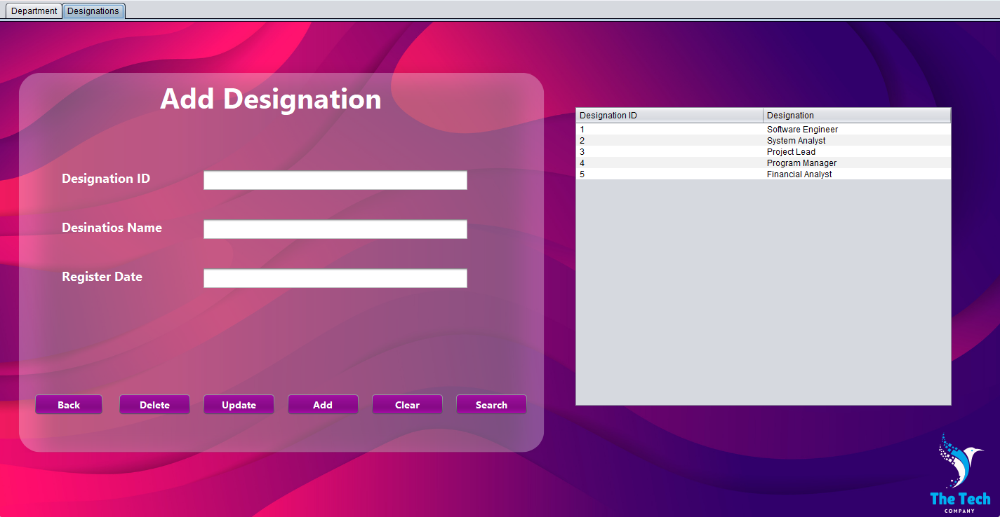 Department Designations
Add Designation
Designation ID
Desinatios Name
Register Date
Back Delete Update Add Clear Search
Designation ID Designation
1 Software Engineer
2 System Analyst
3 Project Lead
4 Program Manager
5 Financial Analyst
The Tech
COMPANY